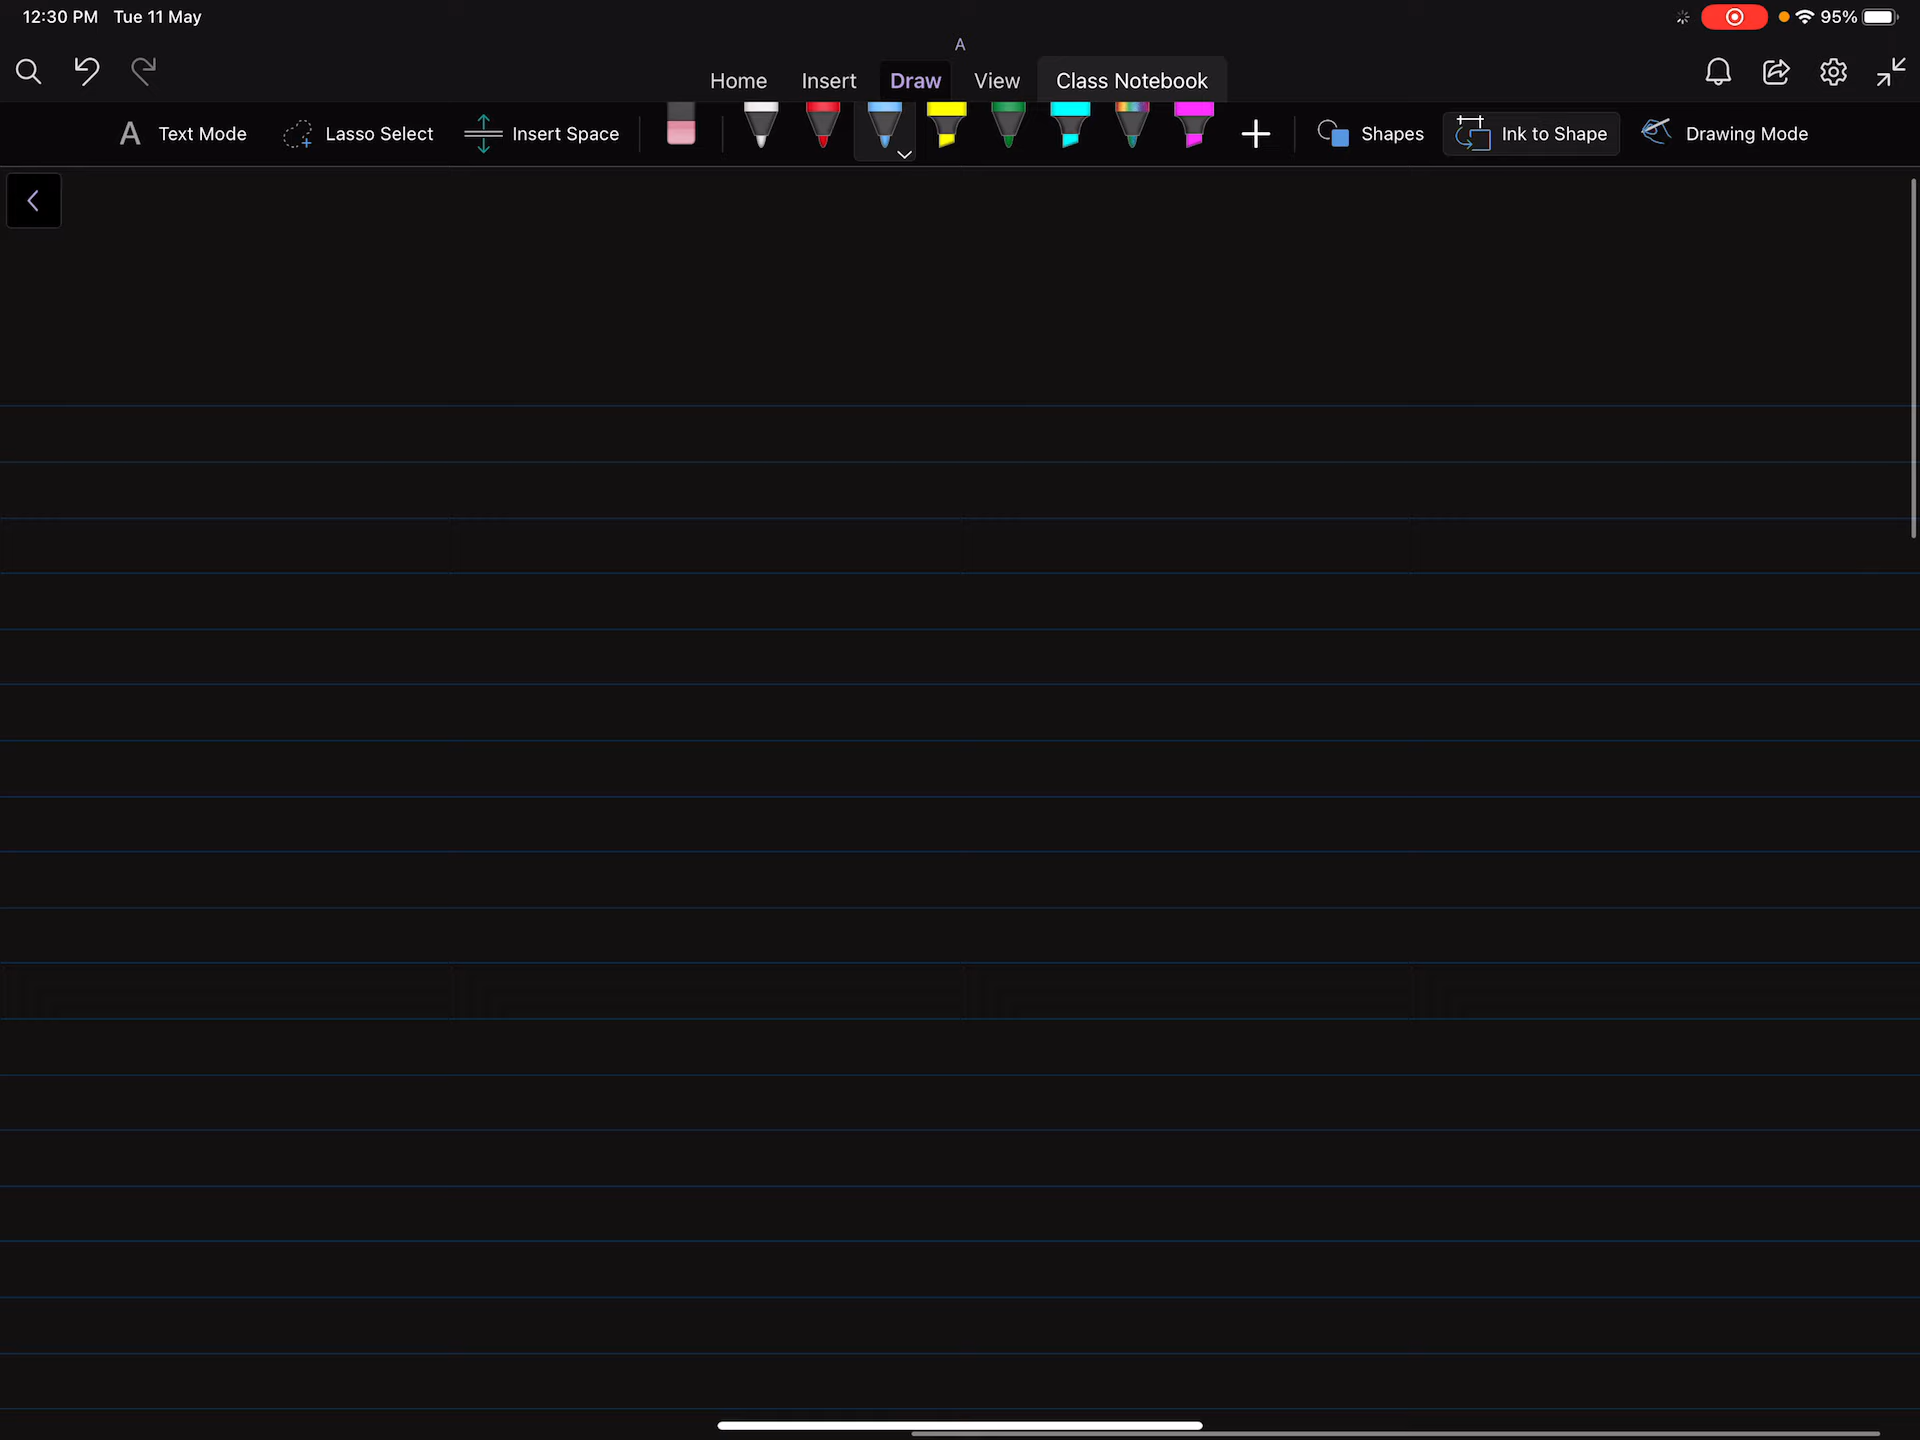 12:30 PM Tue 11 May 95%
A
Home Insert Draw View Class Notebook
A Text Mode Lasso Select Insert Space Shapes Ink to Shape Drawing Mode